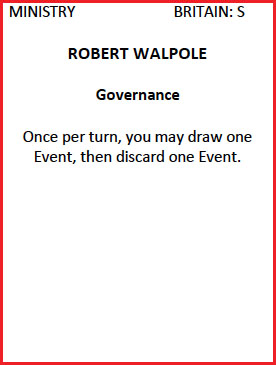 MINISTRY BRITAIN: S
ROBERT WALPOLE
Governance
Once per turn, you may draw one
Event, then discard one Event.